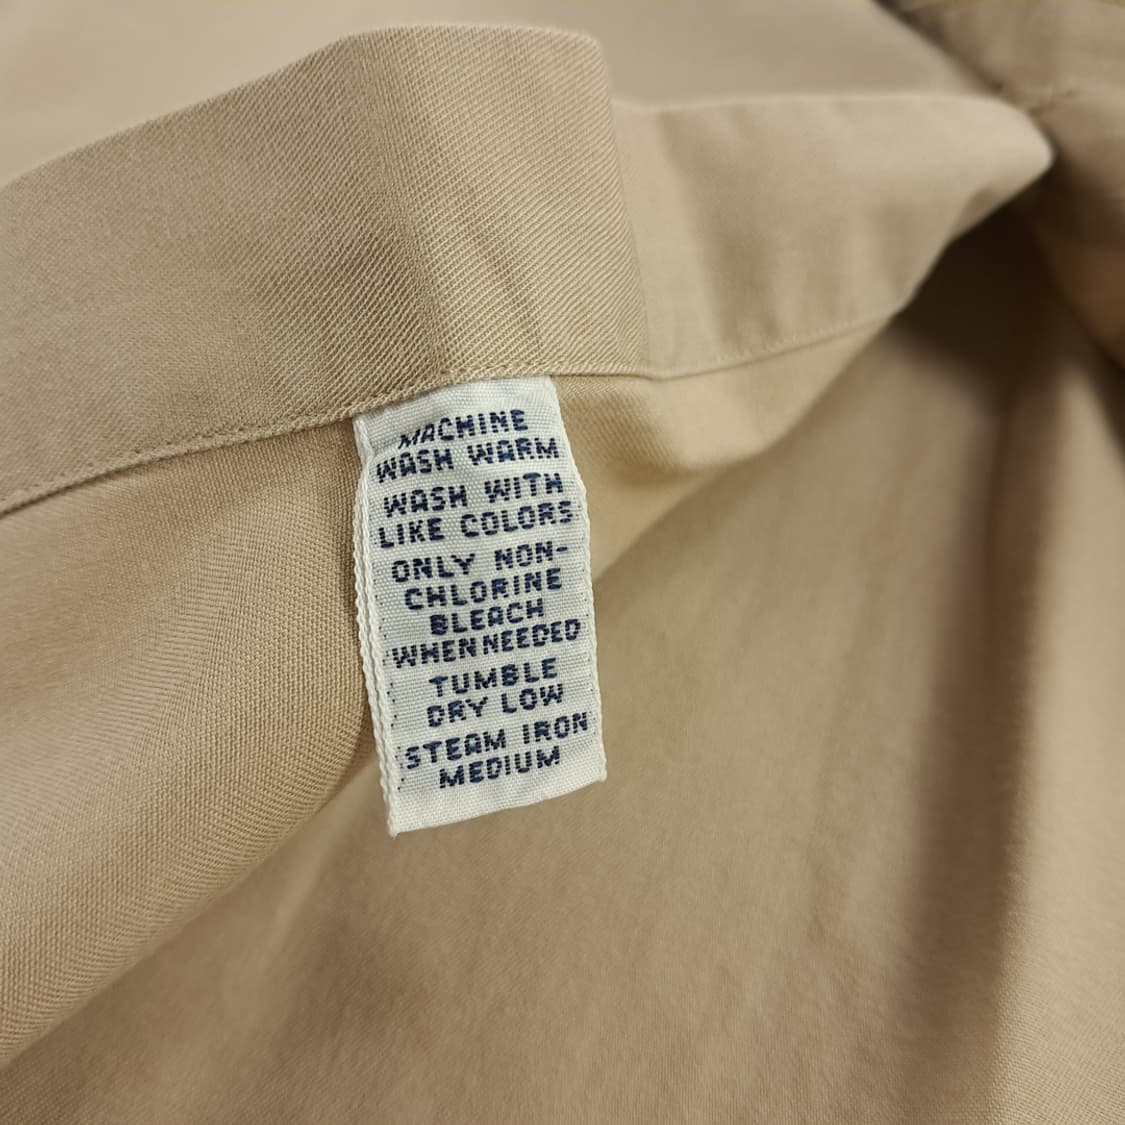 MACHINE
WASH WARM
WASH WITH
LIKE COLORS
ONLY NON-
CHLORINE
BLEACH
WHEN NEEDED
TUMBLE
DRY LOW
STEAM IRON
MEDIUM